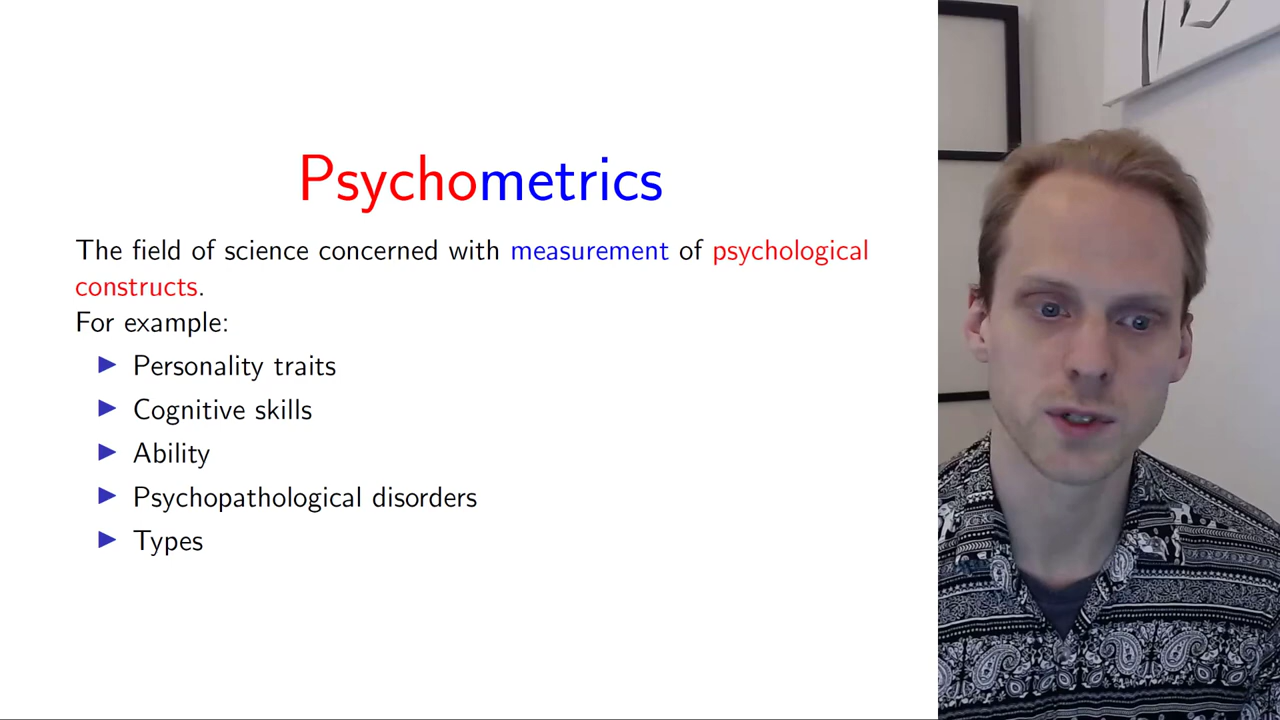 Psychometrics
The field of science concerned with measurement of psychological
constructs.
For example:
Personality traits
Cognitive skills
Ability
Psychopathological disorders
Types